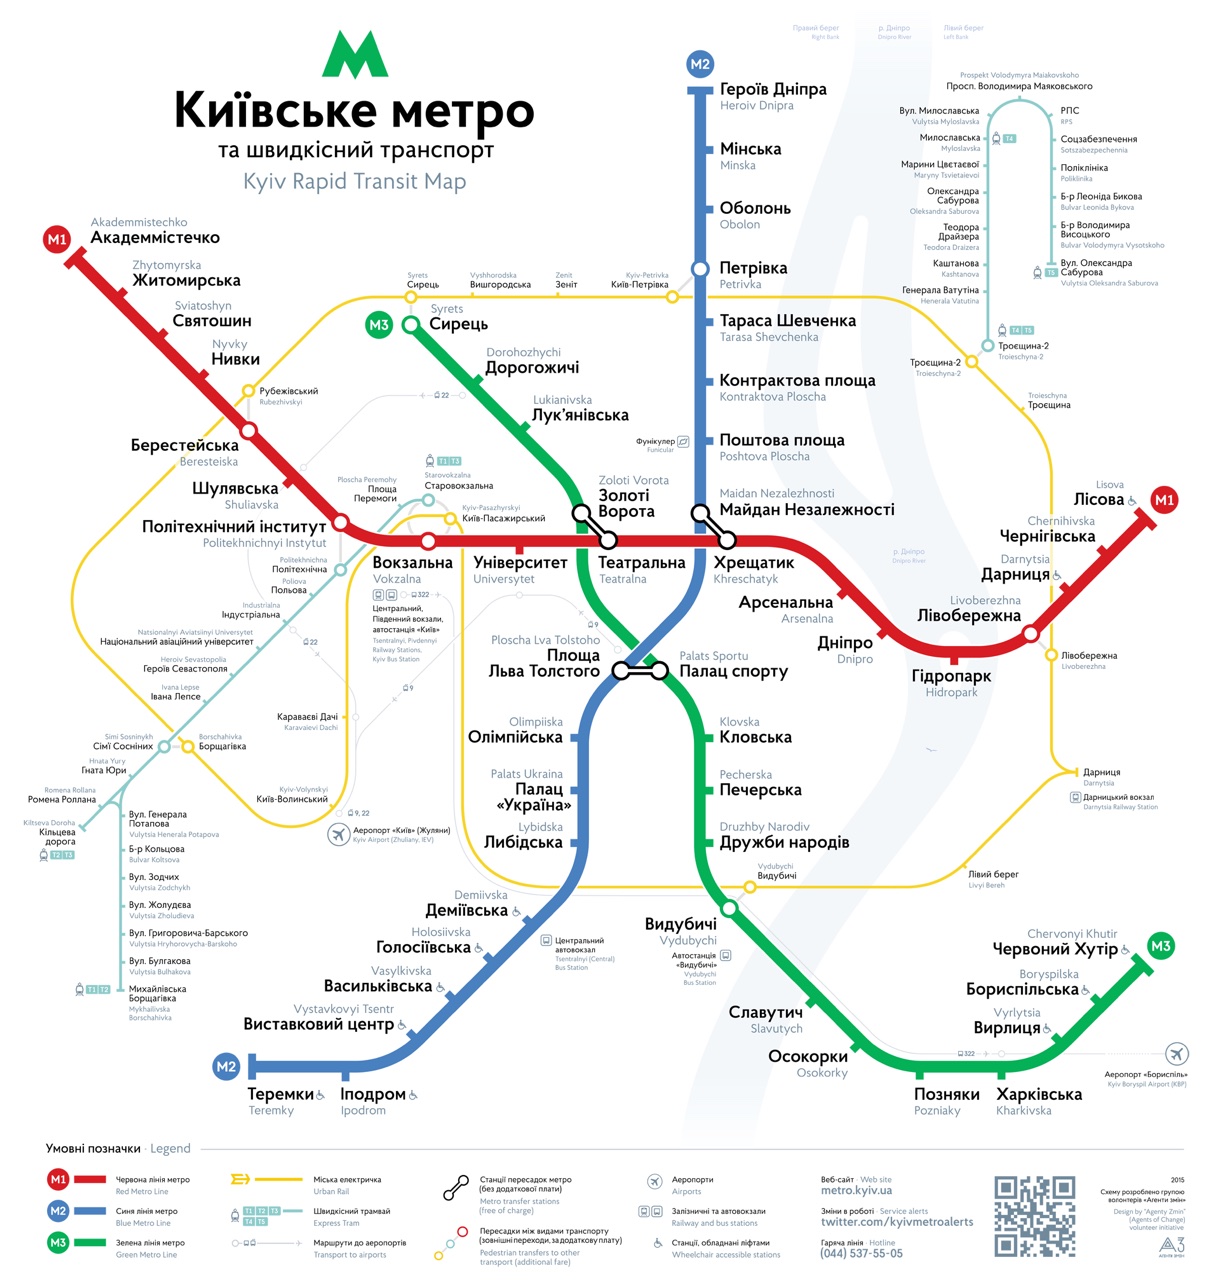 Київське метро
та швидкісний транспорт
Kyiv Rapid Transit Map
Правий берег
Right Bank
р. Дніпро
Dnipro River
Лівий берег
Left Bank
M1
Akademmistechko
Академмістечко
Zhytomyrska
Житомирська
Sviatoshyn
Святошин
Nyvky
Нивки
Рубежівський
Rubezhivskyi
Берестейська
Beresteiska
Шулявська
Shuliavska
Політехнічний інститут
Politekhnichnyi Instytut
Вокзальна
Vokzalna
322
Центральний,
Південний вокзали,
автостанція «Київ»
Tsentralnyi, Pivdennyi
Railway Stations,
Kyiv Bus Station
Університет
Universytet
Театральна
Teatralna
Хрещатик
Khreschatyk
Арсенальна
Arsenalna
Дніпро
Dnipro
Гідропарк
Hidropark
Livoberezhna
Лівобережна
Darnytsia
Дарниця
Chernihivska
Чернігівська
Lisova
Лісова
M1
M2
Героїв Дніпра
Heroiv Dnipra
Мінська
Minska
Оболонь
Obolon
Петрівка
Petrivka
Тараса Шевченка
Tarasa Shevchenka
Контрактова площа
Kontraktova Ploscha
Поштова площа
Poshtova Ploscha
Фунікулер
Funicular
Maidan Nezalezhnosti
Майдан Незалежності
Ploscha Lva Tolstoho
Площа
Льва Толстого
Olimpiiska
Олімпійська
Palats Ukraina
Палац
«Україна»
Lybidska
Либідська
Demiivska
Деміївська
Holosiivska
Голосіївська
Vasylkivska
Васильківська
Vystavkovyi Tsentr
Виставковий центр
M2
Теремки
Teremky
Іподром
Ipodrom
Центральний
автовокзал
Tsentralnyi (Central)
Bus Station
M3
Syrets
Сирець
Dorohozhychi
Дорогожичі
Lukianivska
Лук’янівська
Zoloti Vorota
Золоті
Ворота
Palats Sportu
Палац спорту
Klovska
Кловська
Pecherska
Печерська
Druzhby Narodiv
Дружби народів
Vydubychi
Видубичі
Видубичі
Vydubychi
Автостанція
«Видубичі»
Vydubychi
Bus Station
Славутич
Slavutych
Осокорки
Osokorky
Позняки
Pozniaky
Харківська
Kharkivska
Vyrlytsia
Вирлиця
Boryspilska
Бориспільська
Chervonyi Khutir
Червоний Хутір
M3
322
Аеропорт «Бориспіль»
Kyiv Boryspil Airport (KBP)
Syrets
Сирець
Vyshhorodska
Вишгородська
Zenit
Зеніт
Kyiv-Petrivka
Київ-Петрівка
22
Троєщина-2
Troieschyna-2
Troieschyna
Троєщина
Лівобережна
Livoberezhna
Дарниця
Darnytsia
Дарницький вокзал
Darnytsia Railway Station
Лівий берег
Livyi Bereh
р. Дніпро
Dnipro River
Prospekt Volodymyra Maiakovskoho
Просп. Володимира Маяковського
Вул. Милославська
Vulytsia Myloslavska
Милославська
Myloslavska
T4
Марини Цвєтаєвої
Maryny Tsvietaievoi
Олександра
Сабурова
Oleksandra Saburova
Теодора
Драйзера
Teodora Draizera
Каштанова
Kashtanova
Генерала Ватутіна
Henerala Vatutina
T4 T5
Троєщина-2
Troieschyna-2
РПС
RPS
Соцзабезпечення
Sotszabezpechennia
Поліклініка
Poliklinika
Б-р Леоніда Бикова
Bulvar Leonida Bykova
Б-р Володимира
Висоцького
Bulvar Volodymyra Vysotskoho
T5
Вул. Олександра
Сабурова
Vulytsia Oleksandra Saburova
T1 T3
Starovokzalna
Старовокзальна
Ploscha Peremohy
Площа
Перемоги
Kyiv-Pasazhyrskyi
Київ-Пасажирський
Politekhnichna
Політехнічна
Poliova
Польова
Industrialna
Індустріальна
22
9
9
Natsionalnyi Aviatsiinyi Universytet
Національний авіаційний університет
Heroiv Sevastopolia
Героїв Севастополя
Ivana Lepse
Івана Лепсе
Simi Sosninykh
Сім’ї Сосніних
Borschahivka
Борщагівка
Hnata Yury
Гната Юри
Romena Rollana
Ромена Роллана
Kiltseva Doroha
Кільцева
дорога
T2 T3
Караваєві Дачі
Karavaievi Dachi
Kyiv-Volynskyi
Київ-Волинський
9, 22
Аеропорт «Київ» (Жуляни)
Kyiv Airport (Zhuliany, IEV)
Вул. Генерала
Потапова
Vulytsia Henerala Potapova
Б-р Кольцова
Bulvar Koltsova
Вул. Зодчих
Vulytsia Zodchykh
Вул. Жолудєва
Vulytsia Zholudieva
Вул. Григоровича-Барського
Vulytsia Hryhorovycha-Barskoho
Вул. Булгакова
Vulytsia Bulhakova
T1 T2
Михайлівська
Борщагівка
Mykhailivska
Borschahivka
Умовні позначки · Legend
M1
Червона лінія метро
Red Metro Line
M2
Синя лінія метро
Blue Metro Line
M3
Зелена лінія метро
Green Metro Line
Міська електричка
Urban Rail
T1 T2 T3
T4 T5
Швидкісний трамвай
Express Tram
Маршрути до аеропортів
Transport to airports
Станції пересадок метро
(без додаткової плати)
Metro transfer stations
(free of charge)
Пересадки між видами транспорту
(зовнішні переходи, за додаткову плату)
Pedestrian transfers to other
transport (additional fare)
Аеропорти
Airports
Залізничні та автовокзали
Railway and bus stations
Станції, обладнані ліфтами
Wheelchair accessible stations
Веб-сайт · Web site
metro.kyiv.ua
Зміни в роботі · Service alerts
twitter.com/kyivmetroalerts
Гаряча лінія · Hotline
(044) 537-55-05
2015
Схему розроблено групою
волонтерів «Агенти змін»
Design by "Agenty Zmin"
(Agents of Change)
volunteer initiative
АГЕНТИ ЗМІН